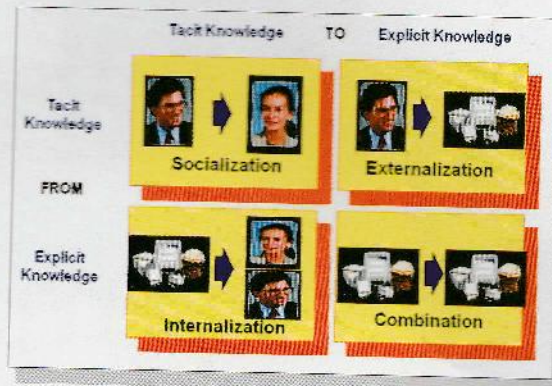 Tacit Knowledge TO Explicit Knowledge
Tacit
Knowledge
Socialization
Externalization
FROM
Explicit
Knowledge
Internalization
Combination